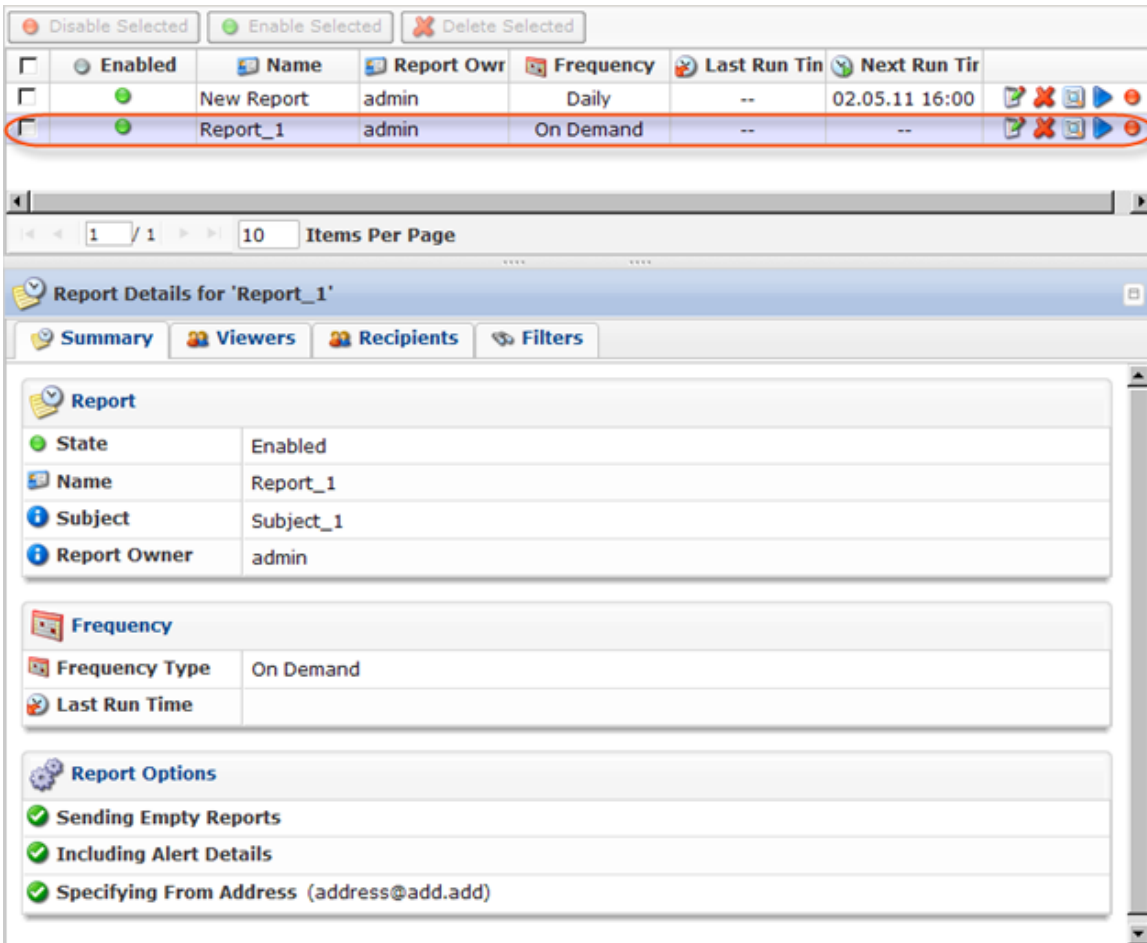 Disable Selected Enable Selected Delete Selected
Enabled Name Report Owr Frequency Last Run Tin Next Run Tir
New Report admin Daily -- 02.05.11 16:00
Report_1 admin On Demand -- --
1 / 1 10 Items Per Page
Report Details for 'Report_1'
Summary Viewers Recipients Filters
Report
State Enabled
Name Report_1
Subject Subject_1
Report Owner admin
Frequency
Frequency Type On Demand
Last Run Time
Report Options
Sending Empty Reports
Including Alert Details
Specifying From Address (address@add.add)